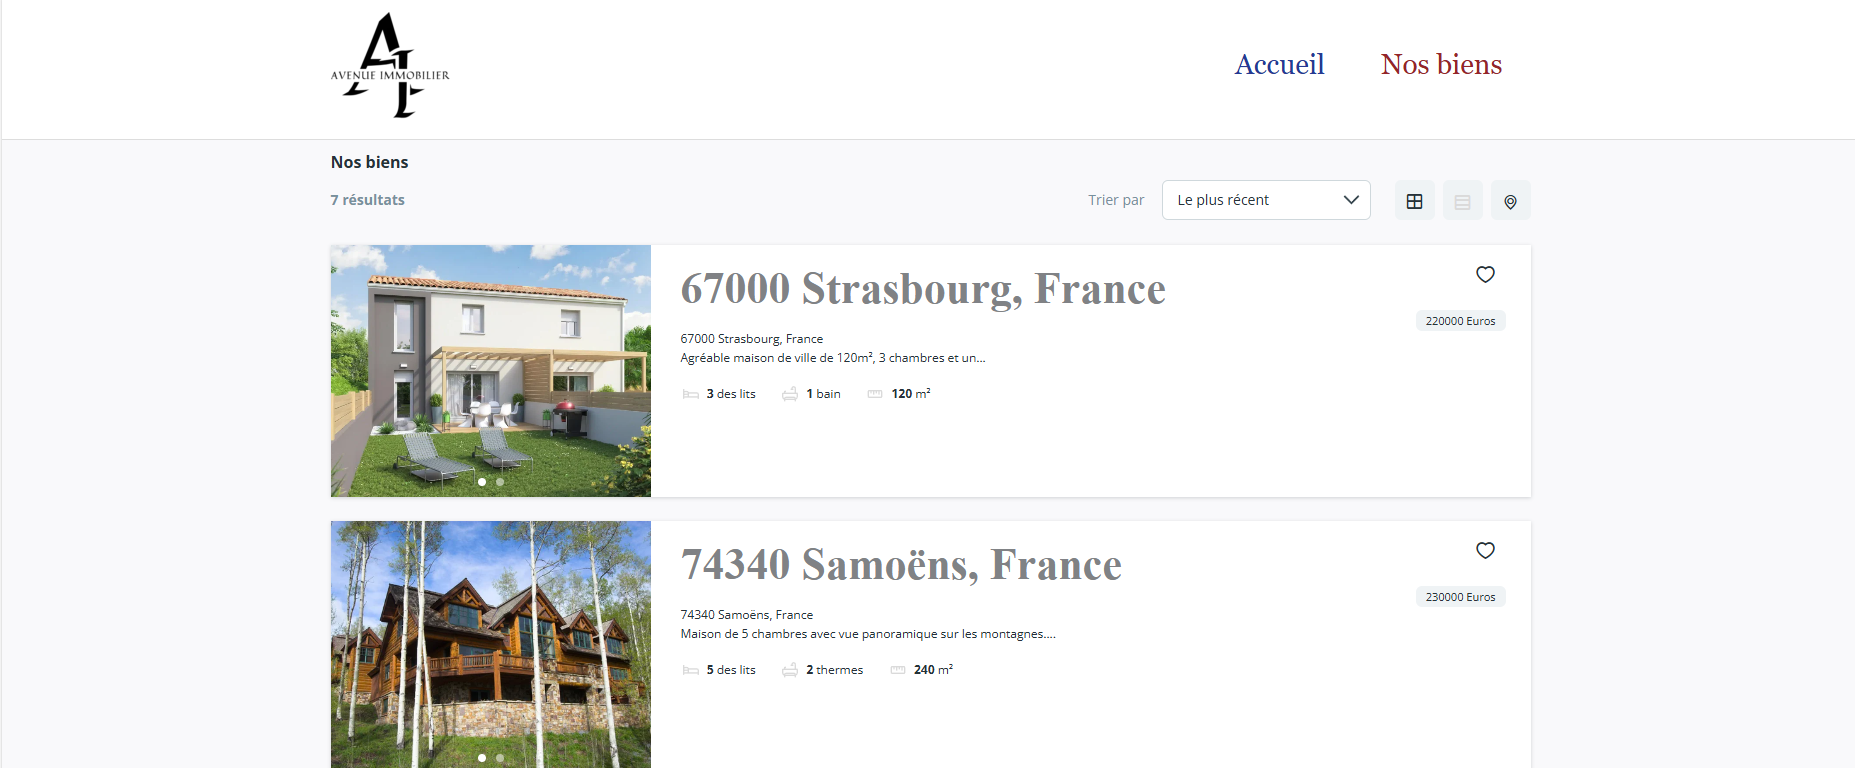 AVENUE IMMOBILIER
Accueil
Nos biens
Nos biens
7 résultats
Trier par
Le plus récent
67000 Strasbourg, France
220000 Euros
67000 Strasbourg, France
Agréable maison de ville de 120m², 3 chambres et un...
3 des lits
1 bain
120 m²
74340 Samoëns, France
230000 Euros
74340 Samoëns, France
Maison de 5 chambres avec vue panoramique sur les montagnes....
5 des lits
2 thermes
240 m²